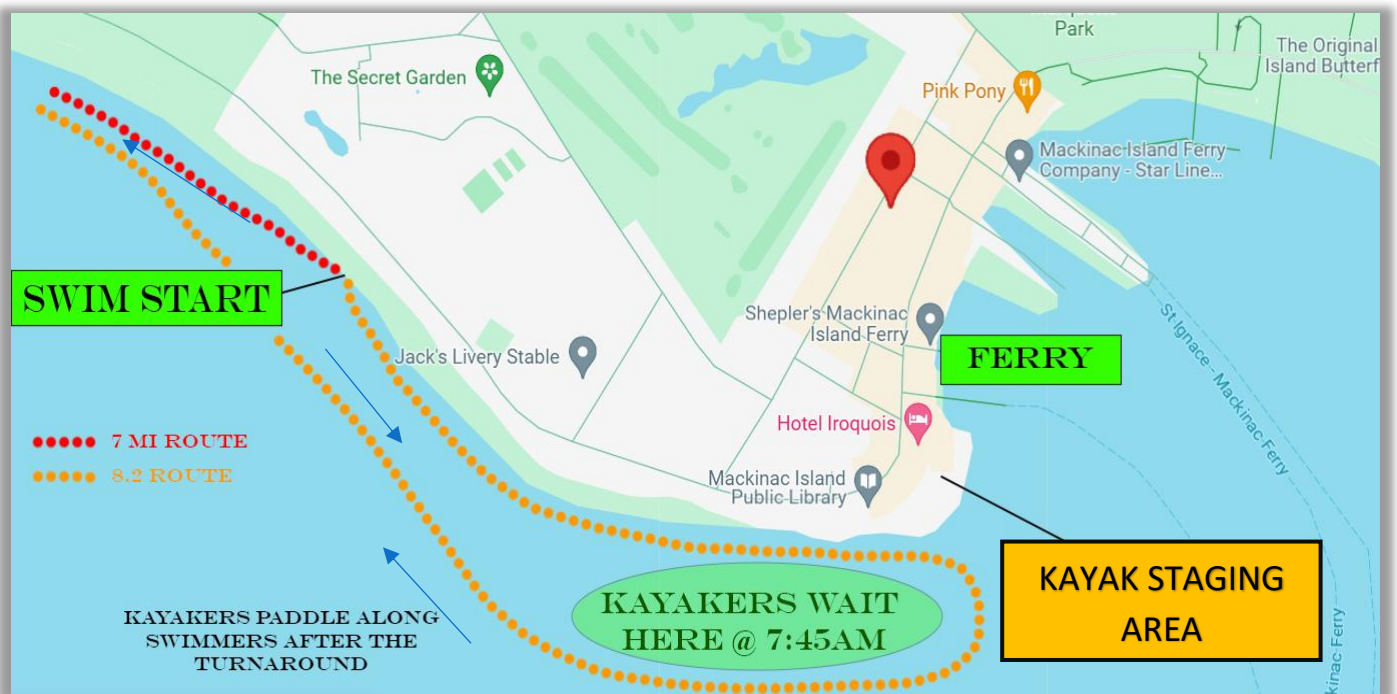 Park
The Original
Island Butterf
The Secret Garden
Pink Pony
Mackinac Island Ferry
Company - Star Line...
SWIM START
Shepler's Mackinac
Island Ferry
FERRY
St Ignace - Mackinac Ferry
Jack's Livery Stable
Hotel Iroquois
7 MI ROUTE
8.2 ROUTE
Mackinac Island
Public Library
KAYAK STAGING
AREA
KAYAKERS WAIT
HERE @ 7:45AM
KAYAKERS PADDLE ALONG
SWIMMERS AFTER THE
TURNAROUND
kinac Ferry